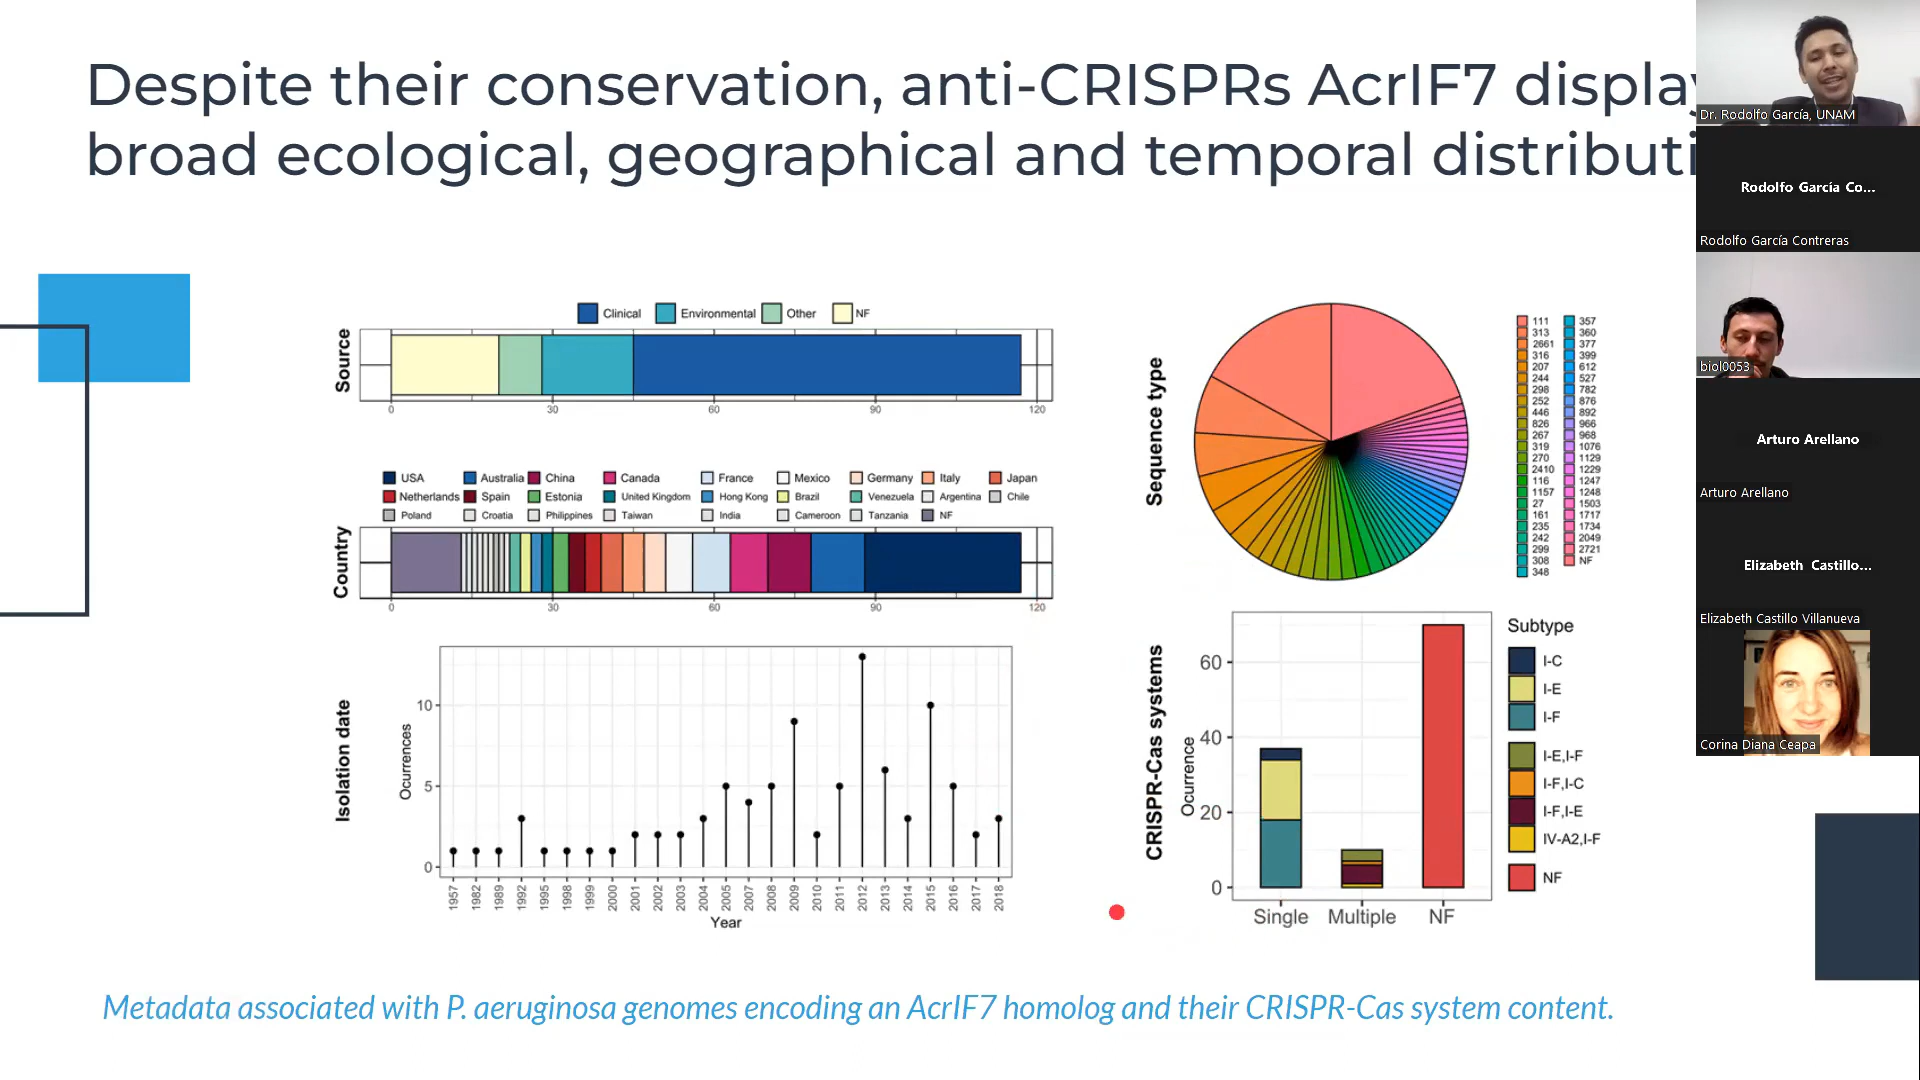 Despite their conservation, anti-CRISPRs AcrIF7 display
broad ecological, geographical and temporal distributi
Source
Clinical Environmental Other NF
0 30 60 90 120
Country
USA Australia China Canada France Mexico Germany Italy Japan
Netherlands Spain Estonia United Kingdom Hong Kong Brazil Venezuela Argentina Chile
Poland Croatia Philippines Taiwan India Cameroon Tanzania NF
0 30 60 90 120
Isolation date
Ocurrences
10
5
0
1957 1982 1989 1992 1995 1998 1999 2000 2001 2002 2003 2004 2005 2007 2008 2009 2010 2011 2012 2013 2014 2015 2016 2017 2018
Year
Sequence type
111 357
313 360
2661 377
316 399
207 612
244 527
298 782
252 876
446 892
826 966
267 968
319 1076
270 1129
2410 1229
116 1247
1157 1248
27 1503
161 1717
235 1734
242 2049
299 2721
308 NF
348
CRISPR-Cas systems
Ocurrence
60
40
20
0
Single Multiple NF
Subtype
I-C
I-E
I-F
I-E,I-F
I-F,I-C
I-F,I-E
IV-A2,I-F
NF
Metadata associated with P. aeruginosa genomes encoding an AcrIF7 homolog and their CRISPR-Cas system content.
Dr. Rodolfo García, UNAM
Rodolfo García Co...
Rodolfo García Contreras
biol0053
Arturo Arellano
Arturo Arellano
Elizabeth Castillo...
Elizabeth Castillo Villanueva
Corina Diana Ceapa